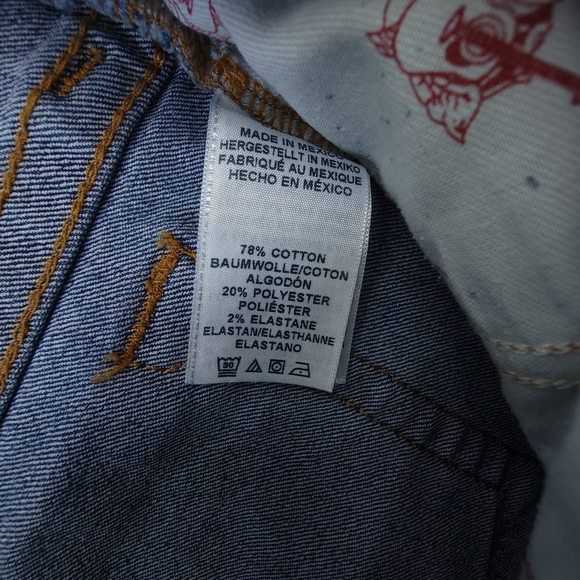 MADE IN MEXICO
HERGESTELLT IN MEXIKO
FABRIQUÉ AU MEXIQUE
HECHO EN MÉXICO
78% COTTON
BAUMWOLLE/COTON
ALGODÓN
20% POLYESTER
POLIÉSTER
2% ELASTANE
ELASTAN/ELASTHANNE
ELASTANO
30